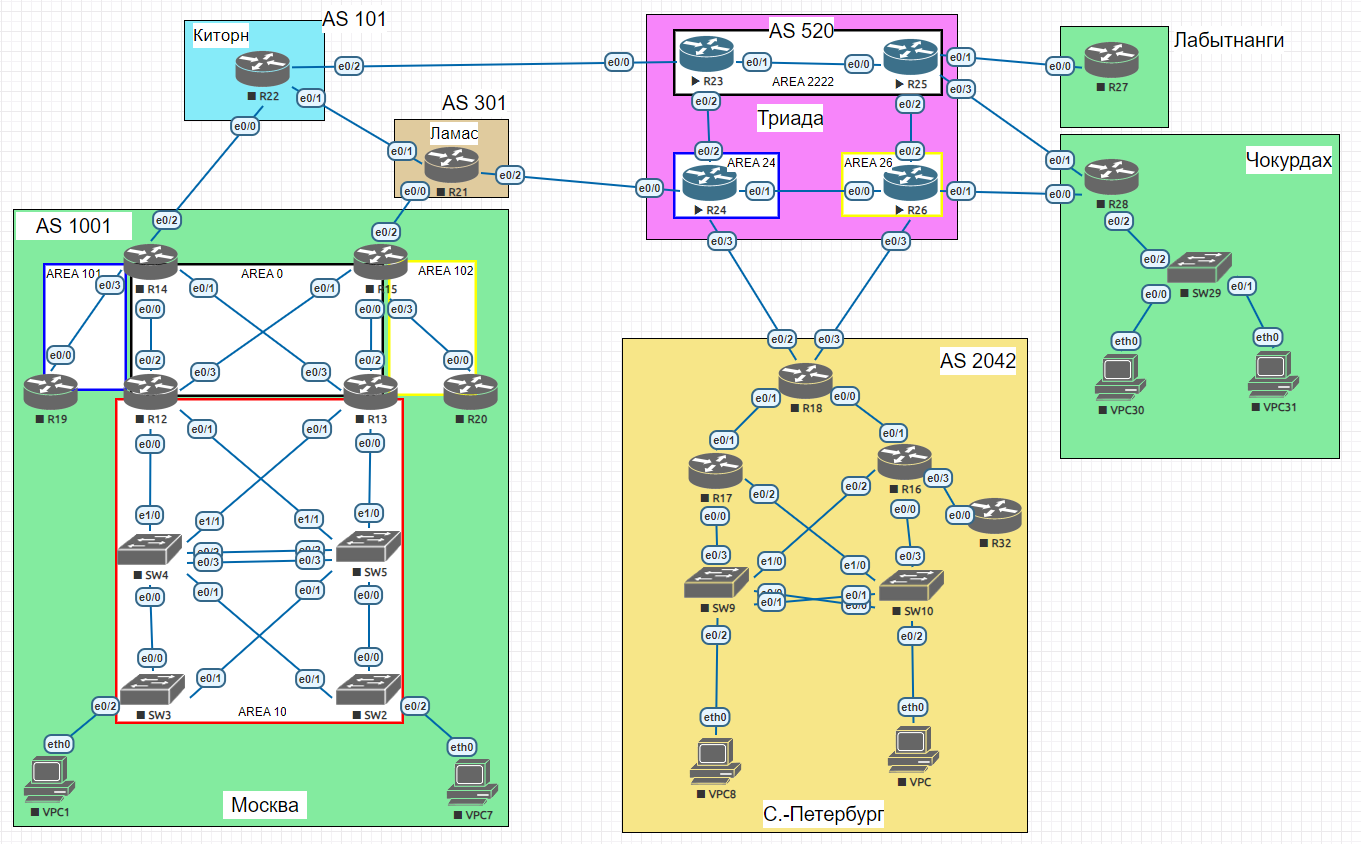 AS 101
Киторн
R22
e0/2
e0/1
e0/0
AS 301
Ламас
e0/1
R21
e0/2
e0/0
AS 520
e0/0
R23
e0/1
e0/0
R25
e0/1
AREA 2222
e0/3
e0/2
e0/2
Триада
e0/2
AREA 24
AREA 26
e0/2
e0/0
R24
e0/1
e0/0
R26
e0/1
e0/3
e0/3
Лабытнанги
e0/0
R27
Чокурдах
e0/1
e0/0
R28
e0/2
e0/2
SW29
e0/0
e0/1
eth0
eth0
VPC30
VPC31
AS 1001
e0/2
e0/2
AREA 101
AREA 0
AREA 102
e0/3
R14
e0/1
e0/1
R15
e0/0
e0/0
e0/3
e0/0
e0/2
e0/3
e0/3
e0/2
e0/0
R19
R12
R13
R20
e0/1
e0/1
e0/0
e0/0
e1/0
e1/1
e1/1
e1/0
e0/2
e0/2
e0/3
e0/3
SW4
SW5
e0/0
e0/1
e0/1
e0/0
e0/0
e0/1
e0/1
e0/0
e0/2
SW3
AREA 10
SW2
e0/2
eth0
eth0
VPC1
VPC7
Москва
AS 2042
e0/2
e0/3
R18
e0/1
e0/0
e0/1
e0/1
R17
e0/2
e0/2
R16
e0/3
e0/0
e0/0
e0/0
R32
e0/3
e1/0
e1/0
e0/3
e0/0
e0/1
e0/1
e0/0
SW9
SW10
e0/2
e0/2
eth0
eth0
VPC8
VPC
С.-Петербург